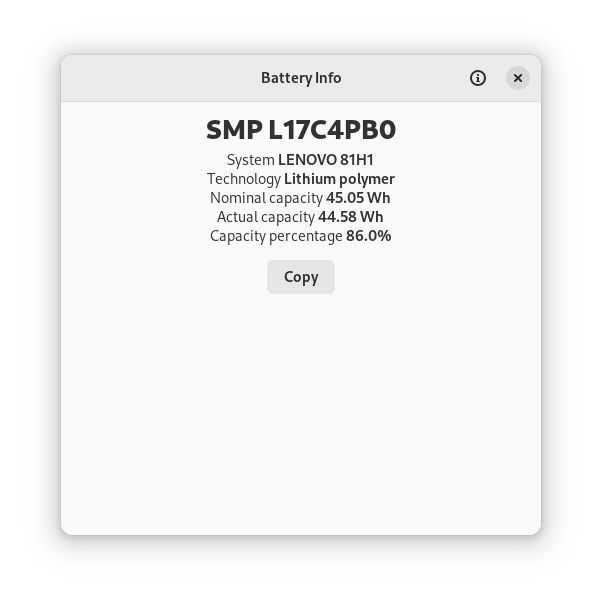 Battery Info
SMP L17C4PB0
System LENOVO 81H1
Technology Lithium polymer
Nominal capacity 45.05 Wh
Actual capacity 44.58 Wh
Capacity percentage 86.0%
Copy